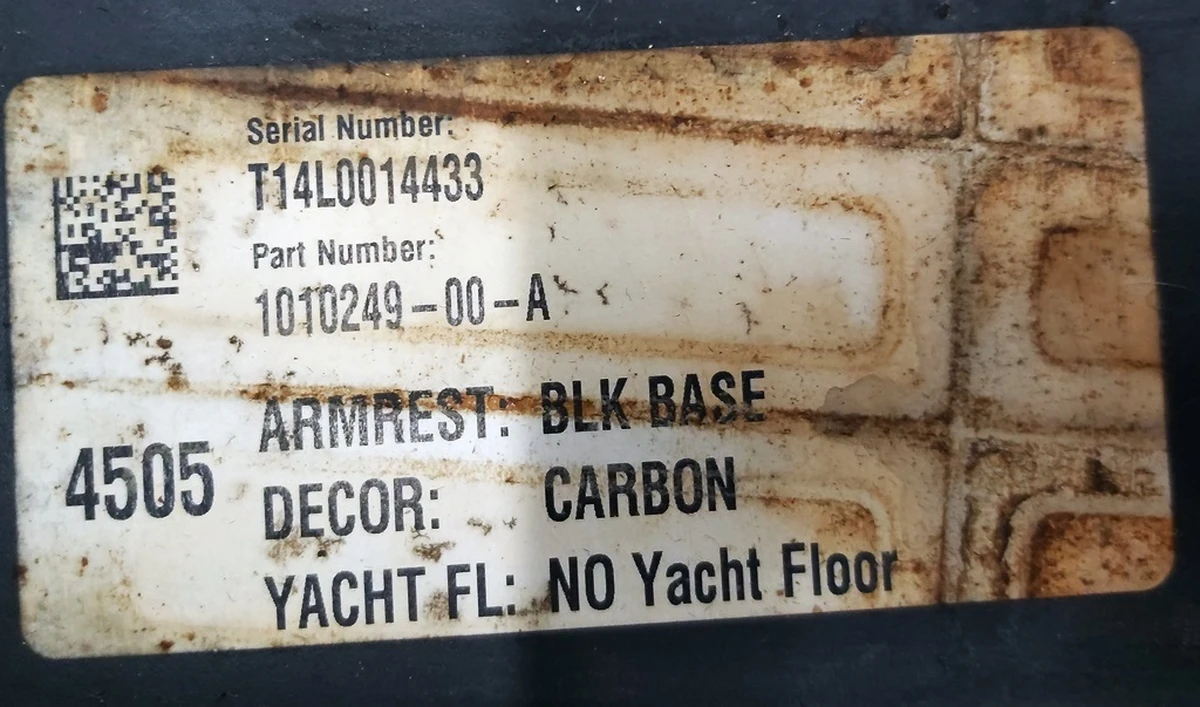 Serial Number:
T14L0014433
Part Number:
1010249-00-A
4505
ARMREST: BLK BASE
DECOR: CARBON
YACHT FL: NO Yacht Floor